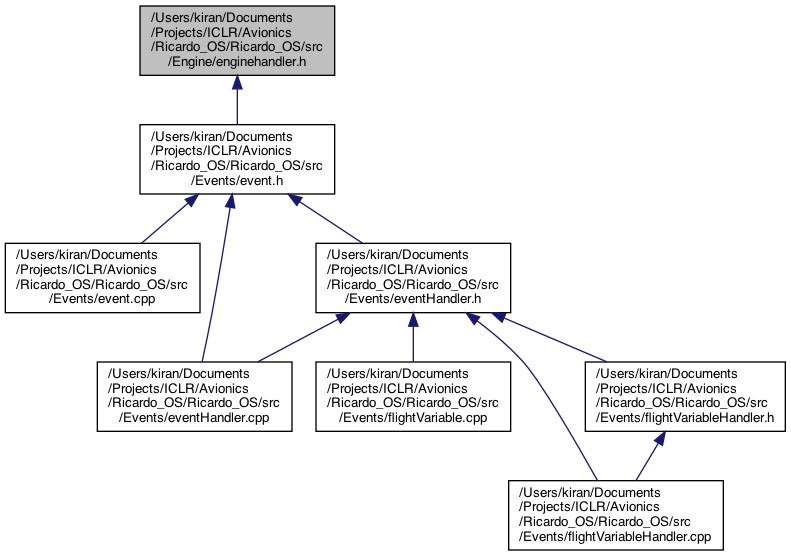 /Users/kiran/Documents
/Projects/ICLR/Avionics
/Ricardo_OS/Ricardo_OS/src
/Engine/enginehandler.h
/Users/kiran/Documents
/Projects/ICLR/Avionics
/Ricardo_OS/Ricardo_OS/src
/Events/event.h
/Users/kiran/Documents
/Projects/ICLR/Avionics
/Ricardo_OS/Ricardo_OS/src
/Events/event.cpp
/Users/kiran/Documents
/Projects/ICLR/Avionics
/Ricardo_OS/Ricardo_OS/src
/Events/eventHandler.h
/Users/kiran/Documents
/Projects/ICLR/Avionics
/Ricardo_OS/Ricardo_OS/src
/Events/eventHandler.cpp
/Users/kiran/Documents
/Projects/ICLR/Avionics
/Ricardo_OS/Ricardo_OS/src
/Events/flightVariable.cpp
/Users/kiran/Documents
/Projects/ICLR/Avionics
/Ricardo_OS/Ricardo_OS/src
/Events/flightVariableHandler.h
/Users/kiran/Documents
/Projects/ICLR/Avionics
/Ricardo_OS/Ricardo_OS/src
/Events/flightVariableHandler.cpp